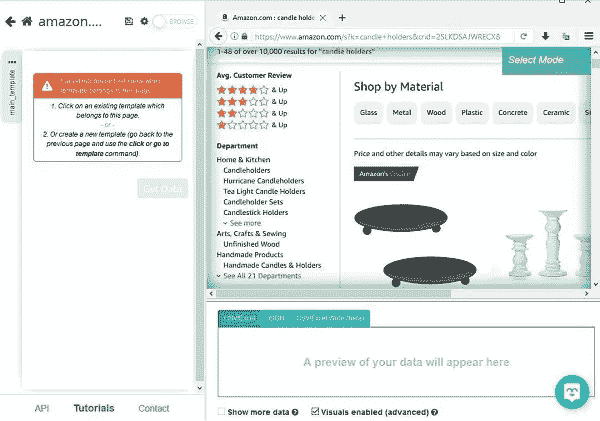 amazon....
BROWSE
main_template
1. Click on an existing template which
belongs to this page.
- or -
2. Or create a new template (go back to the
previous page and use the click or go to
template command).
Get Data
API
Tutorials
Contact
Amazon.com : candle holde
https://www.amazon.com/s?k=candle+holders&crid=2SLKDSAJWRECX8
1-48 of over 10,000 results for "candle holders"
Select Mode
Avg. Customer Review
& Up
& Up
& Up
& Up
Department
Home & Kitchen
Candleholders
Hurricane Candleholders
Tea Light Candle Holders
Candleholder Sets
Candlestick Holders
See more
Arts, Crafts & Sewing
Unfinished Wood
Handmade Products
Handmade Candles & Holders
See All 21 Departments
Shop by Material
Glass
Metal
Wood
Plastic
Concrete
Ceramic
Price and other details may vary based on size and color
Amazon's Choice
A preview of your data will appear here
Show more data
Visuals enabled (advanced)